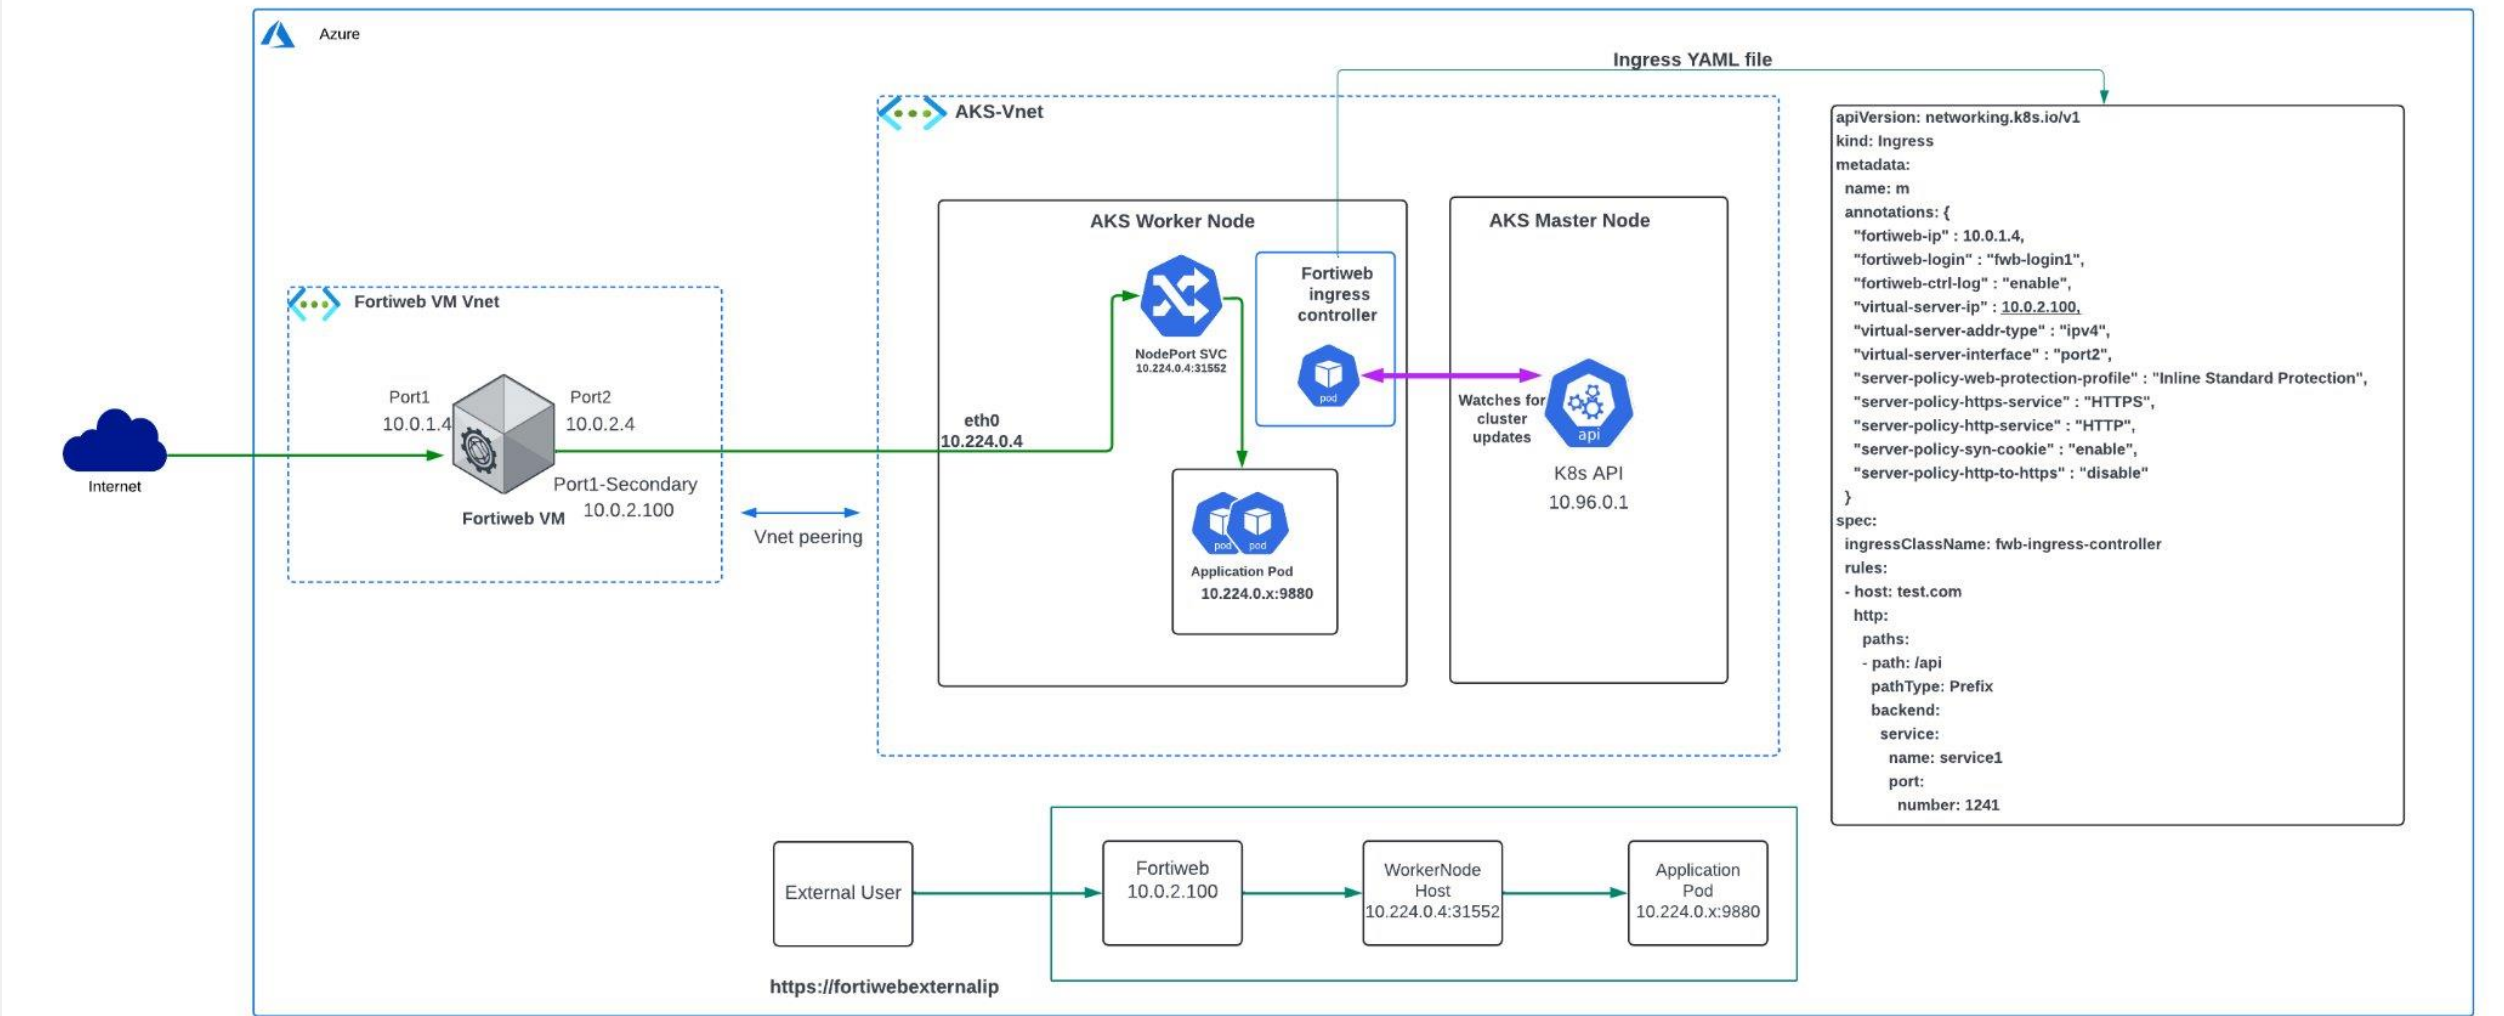 Azure
Ingress YAML file
AKS-Vnet
AKS Worker Node
AKS Master Node
Fortiweb VM Vnet
Port1
10.0.1.4
Port2
10.0.2.4
Port1-Secondary
10.0.2.100
Fortiweb VM
Internet
Vnet peering
eth0
10.224.0.4
NodePort SVC
10.224.0.4:31552
Fortiweb
ingress
controller
pod
Watches for
cluster
updates
api
K8s API
10.96.0.1
pod
pod
Application Pod
10.224.0.x:9880
apiVersion: networking.k8s.io/v1
kind: Ingress
metadata:
name: m
annotations: {
"fortiweb-ip" : 10.0.1.4,
"fortiweb-login" : "fwb-login1",
"fortiweb-ctrl-log" : "enable",
"virtual-server-ip" : 10.0.2.100,
"virtual-server-addr-type" : "ipv4",
"virtual-server-interface" : "port2",
"server-policy-web-protection-profile" : "Inline Standard Protection",
"server-policy-https-service" : "HTTPS",
"server-policy-http-service" : "HTTP",
"server-policy-syn-cookie" : "enable",
"server-policy-http-to-https" : "disable"
}
spec:
ingressClassName: fwb-ingress-controller
rules:
- host: test.com
http:
paths:
- path: /api
pathType: Prefix
backend:
service:
name: service1
port:
number: 1241
External User
Fortiweb
10.0.2.100
WorkerNode
Host
10.224.0.4:31552
Application
Pod
10.224.0.x:9880
https://fortiwebexternalip